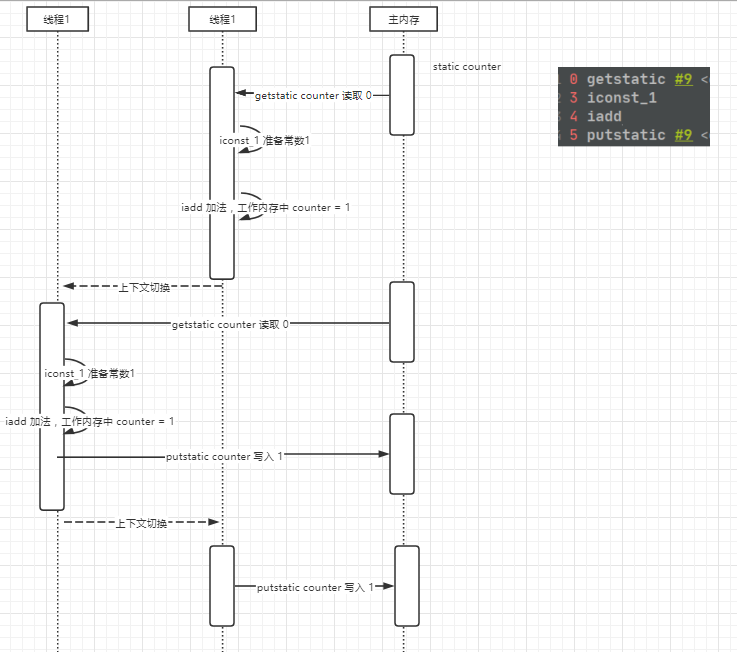 线程1
线程1
主内存
static counter
0 getstatic #9 <
3 iconst_1
4 iadd
5 putstatic #9 <
getstatic counter 读取 0
iconst_1 准备常数1
iadd 加法，工作内存中 counter = 1
上下文切换
getstatic counter 读取 0
iconst_1 准备常数1
iadd 加法，工作内存中 counter = 1
putstatic counter 写入 1
上下文切换
putstatic counter 写入 1